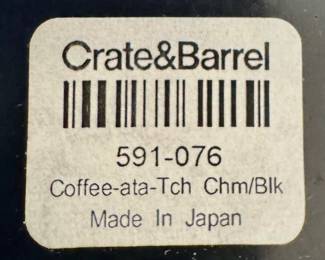 Crate&Barrel
591-076
Coffee-ata-Tch Chm/Blk
Made In Japan